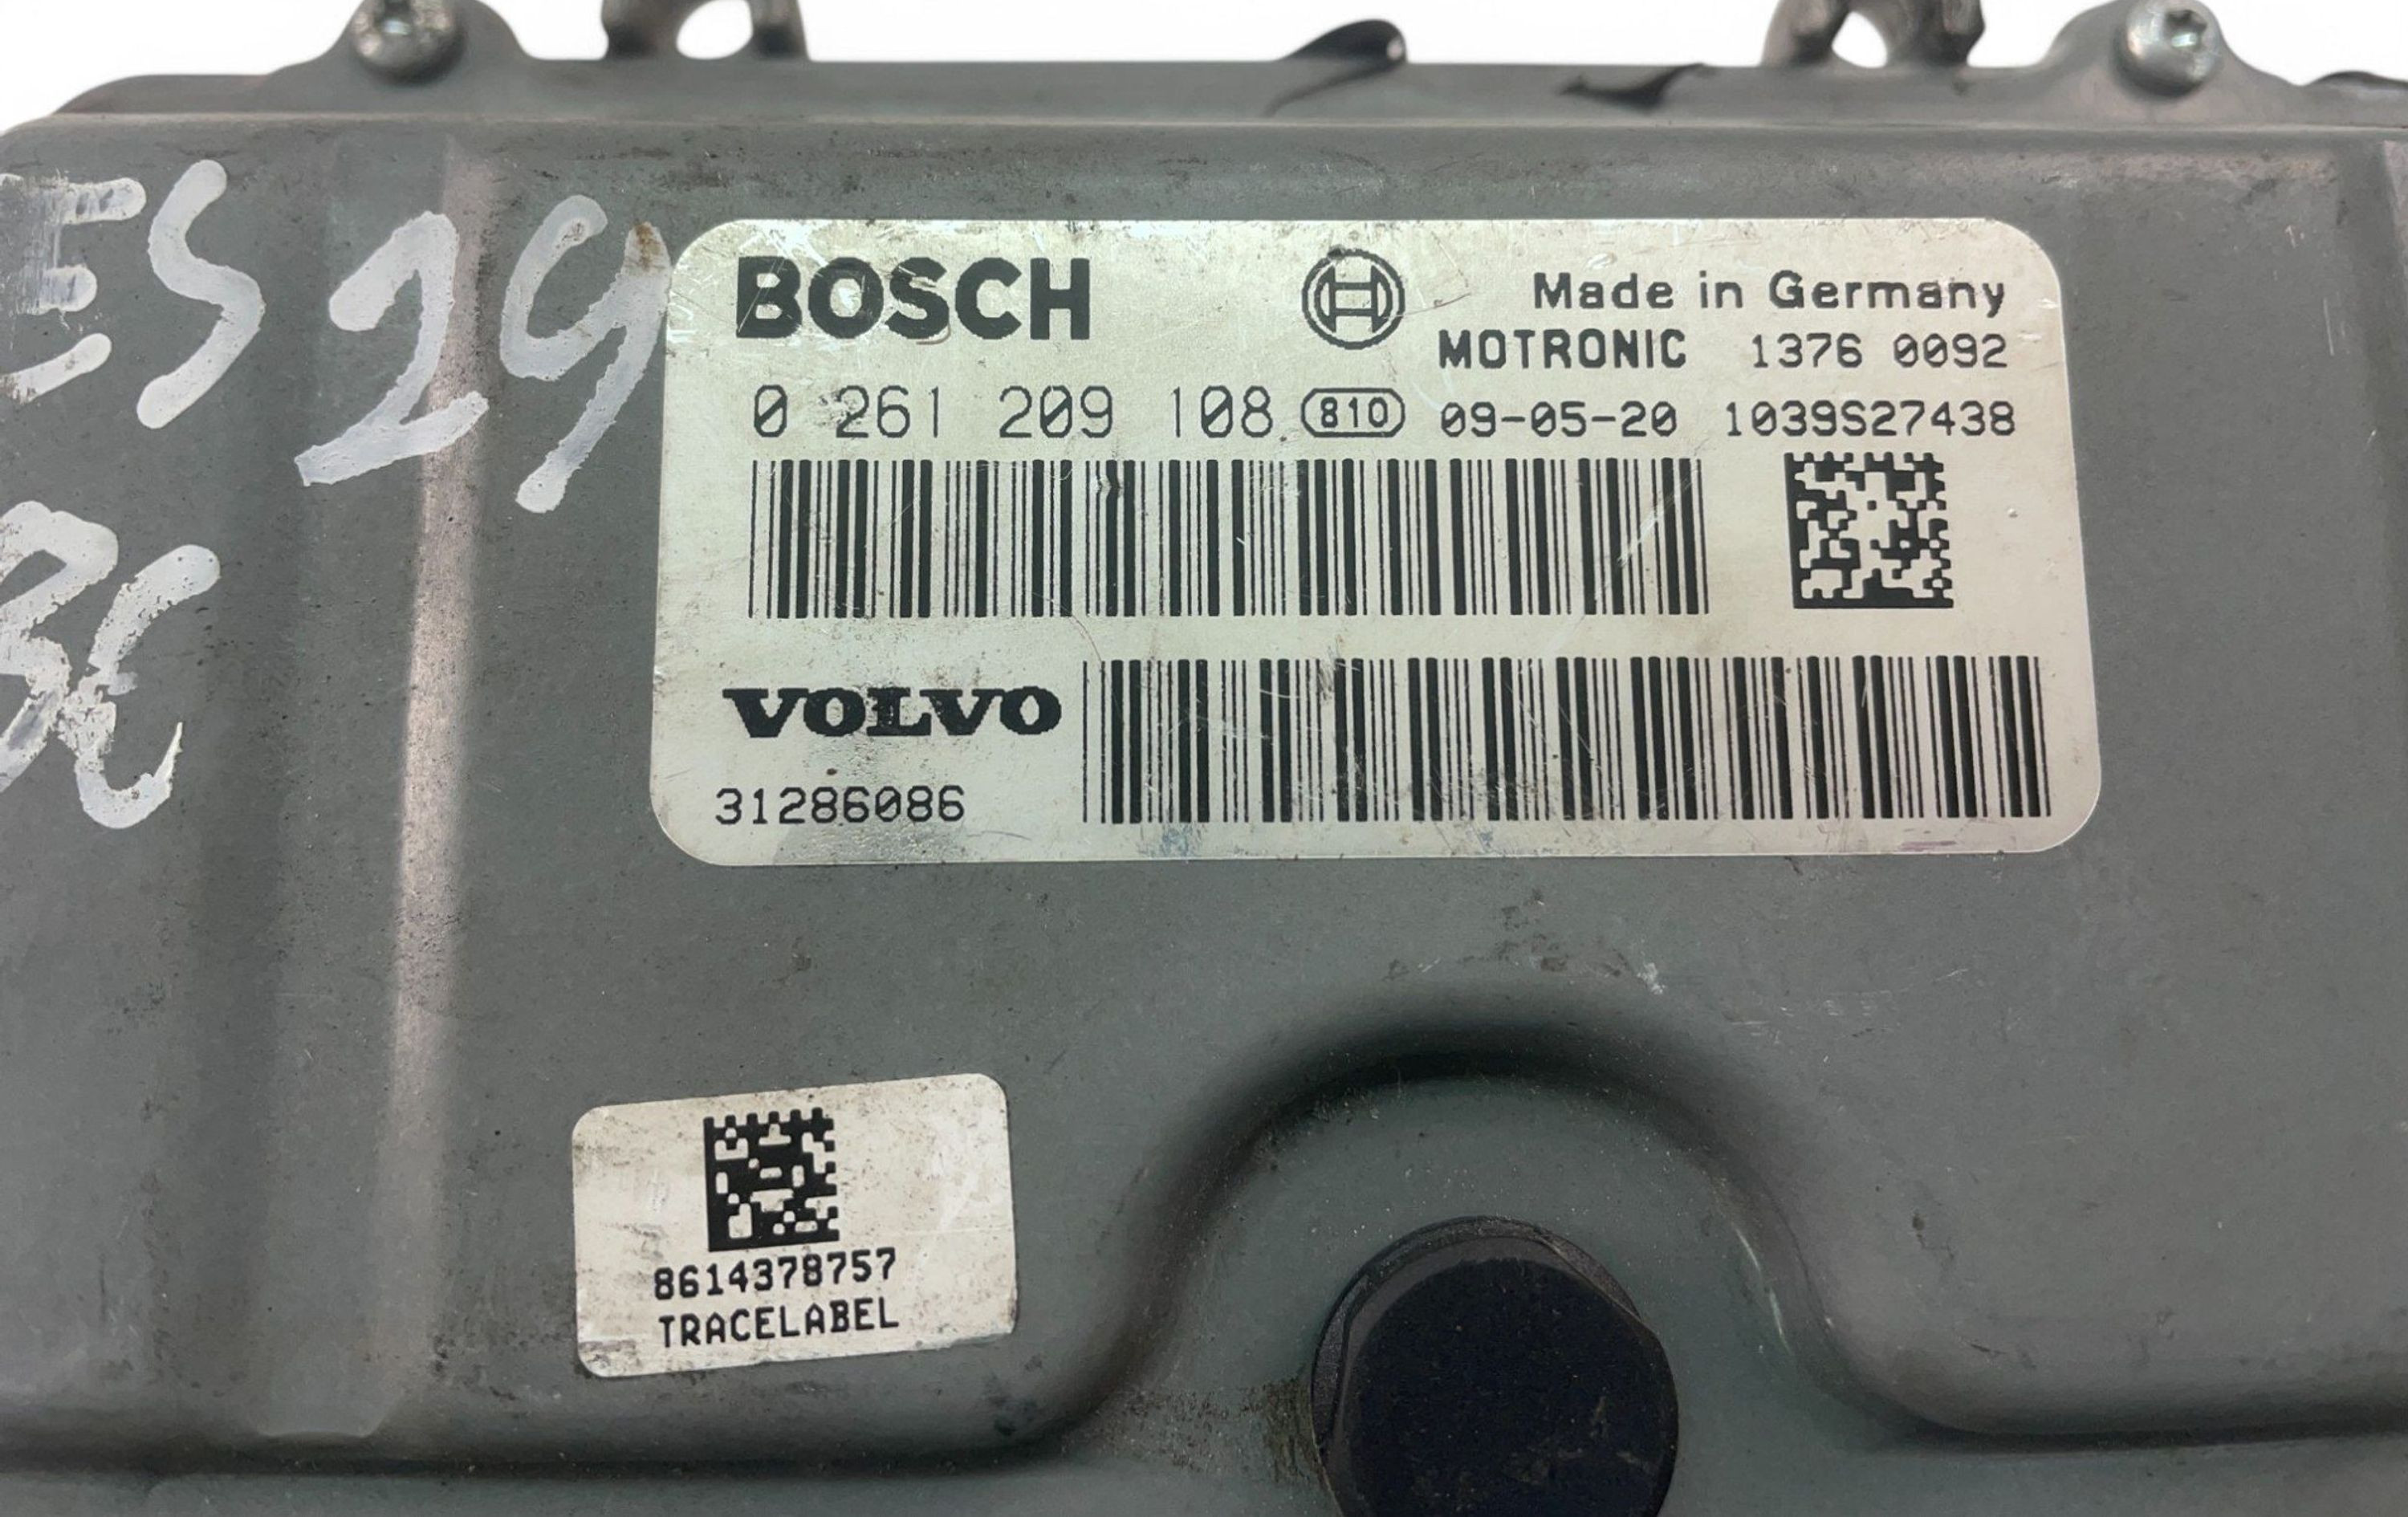 ES 29
BOSCH
Made in Germany
MOTRONIC 1376 0092
0 261 209 108 810 09-05-20 1039S27438
VOLVO
31286086
8614378757
TRACELABEL